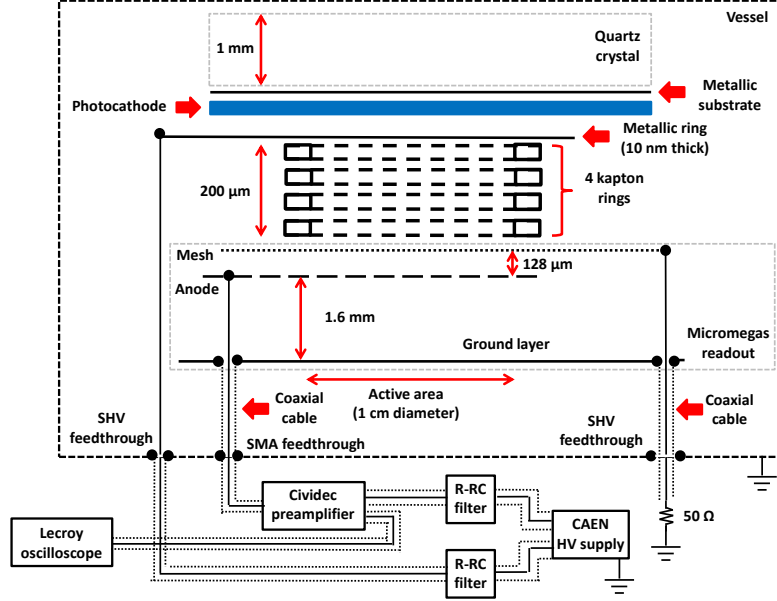 Vessel
1 mm
Quartz
crystal
Photocathode
Metallic
substrate
Metallic ring
(10 nm thick)
200 µm
4 kapton
rings
Mesh
128 µm
Anode
1.6 mm
Ground layer
Micromegas
readout
Active area
(1 cm diameter)
Coaxial
cable
Coaxial
cable
SHV
feedthrough
SMA feedthrough
SHV
feedthrough
Cividec
preamplifier
R-RC
filter
CAEN
HV supply
50 Ω
Lecroy
oscilloscope
R-RC
filter